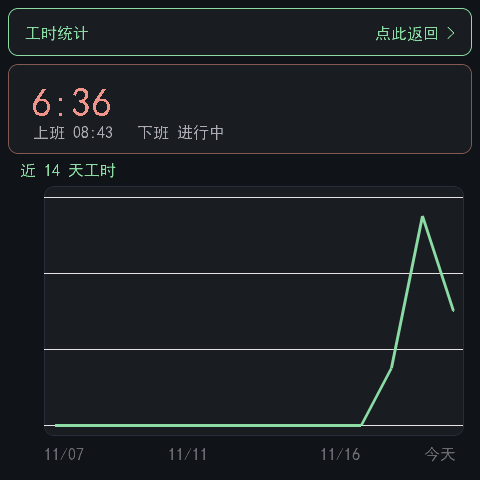 工时统计 点此返回 >
6:36
上班 08:43 下班 进行中
近 14 天工时
11/07 11/11 11/16 今天